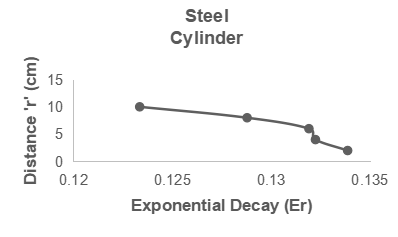 Steel
Cylinder
Distance 'r' (cm)
15
10
5
0
0.12 0.125 0.13 0.135
Exponential Decay (Er)